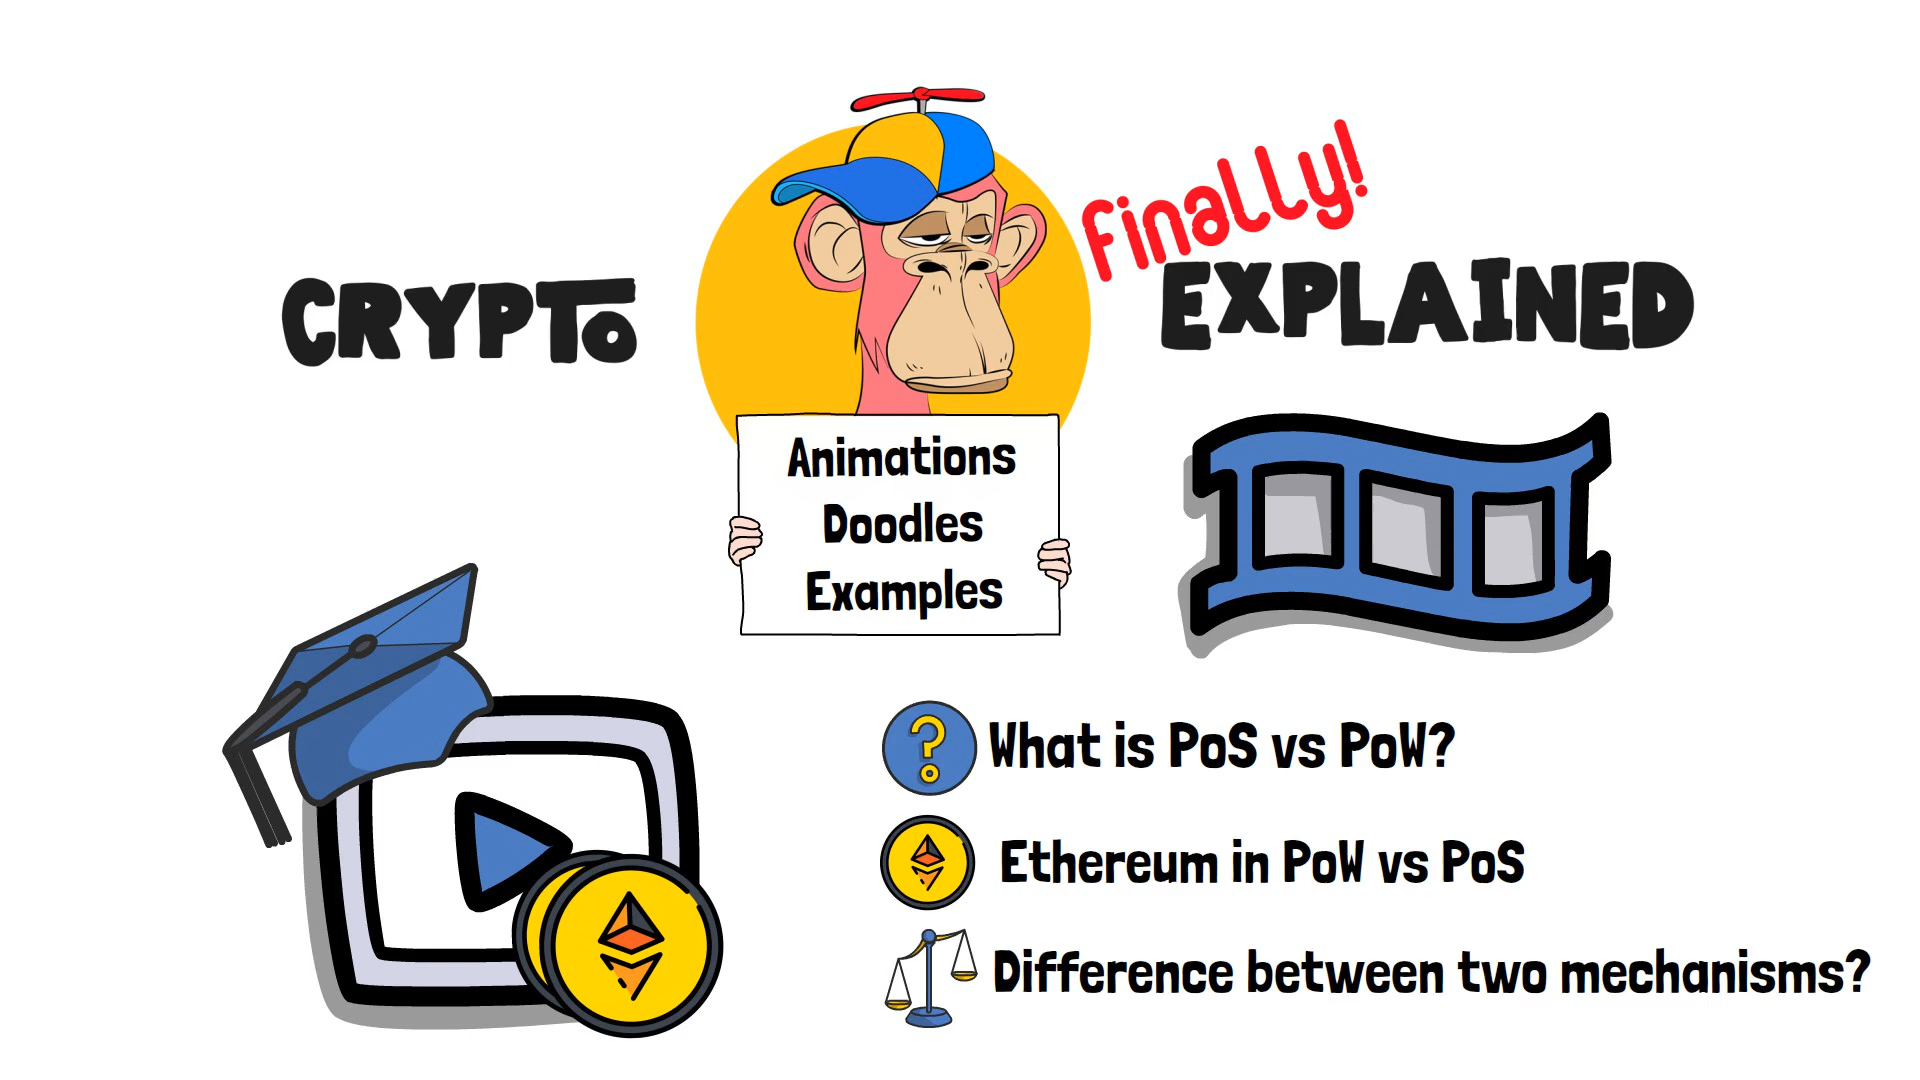 CRYPTO
Finally!
EXPLAINED
Animations
Doodles
Examples
What is PoS vs PoW?
Ethereum in PoW vs PoS
Difference between two mechanisms?